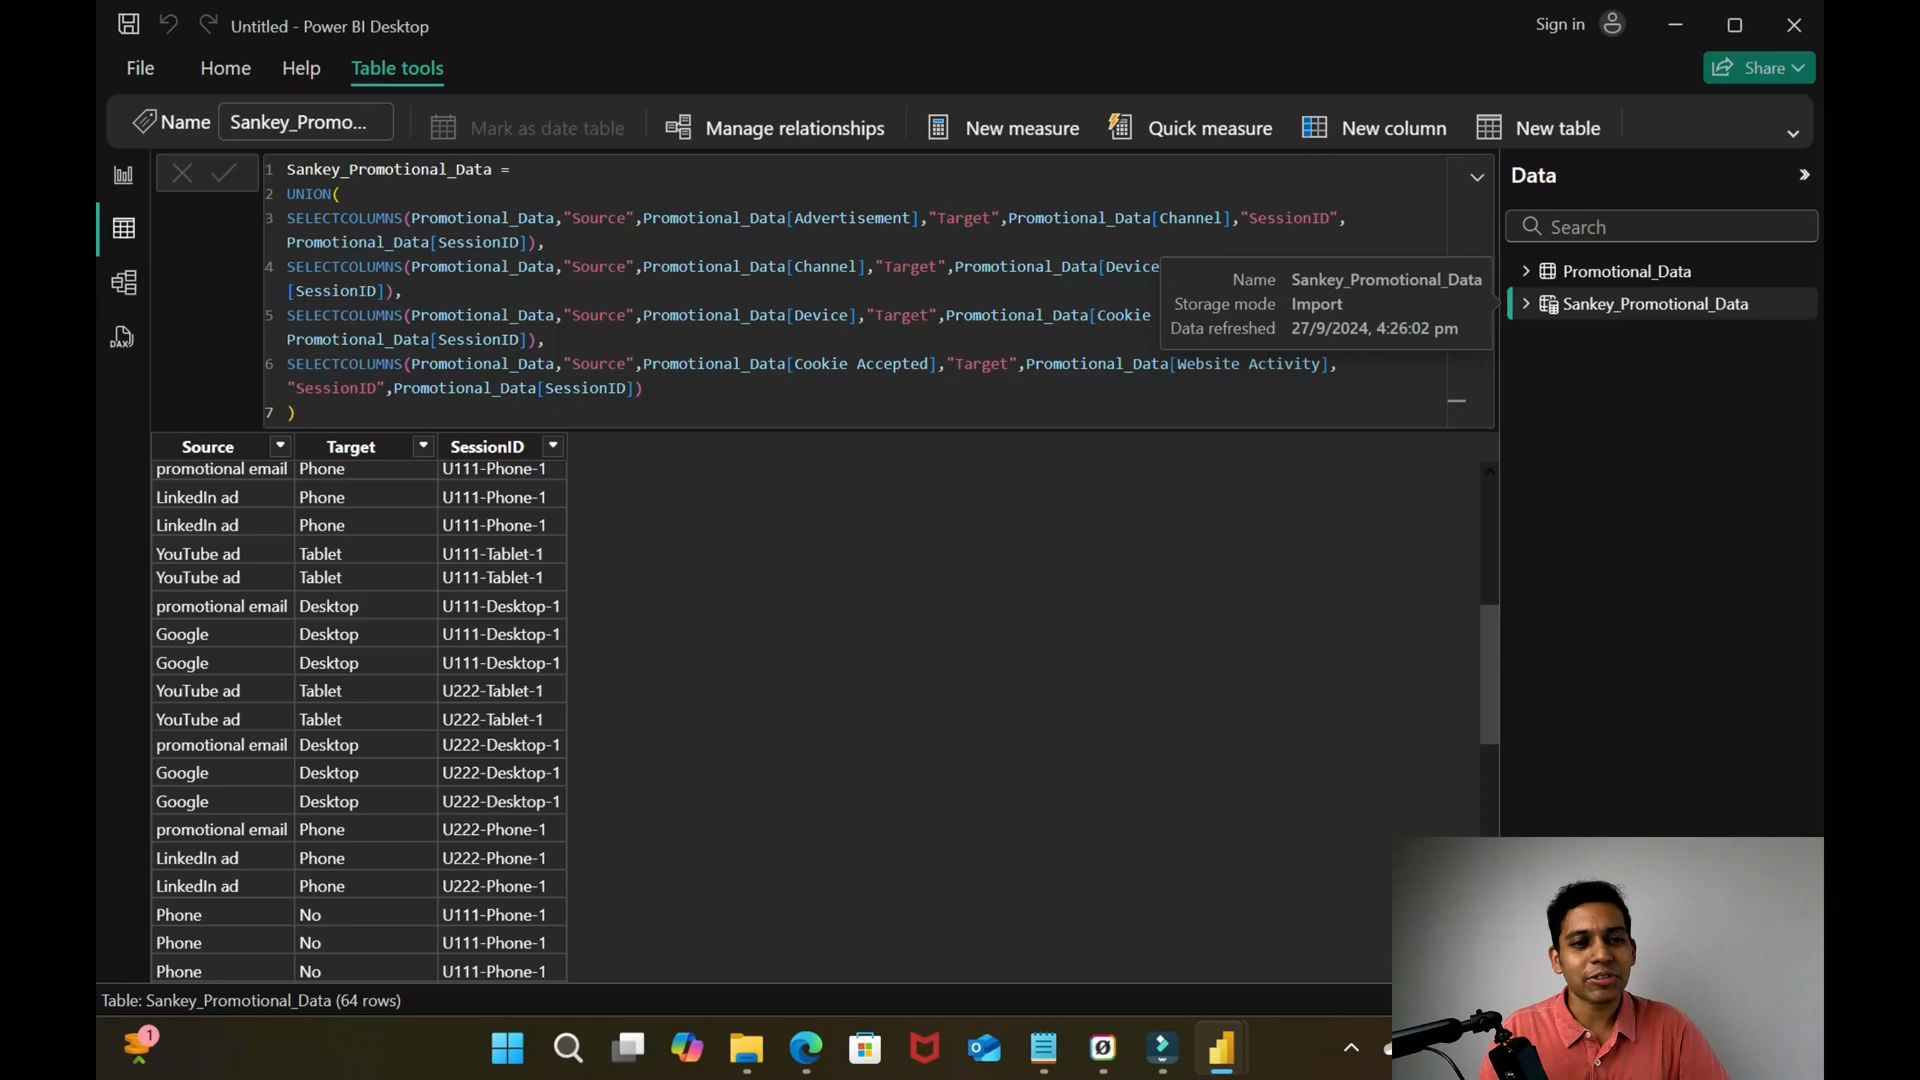 Untitled - Power BI Desktop
Sign in
File Home Help Table tools
Share
Name Sankey_Promo...
Mark as date table
Manage relationships
New measure
Quick measure
New column
New table
1 Sankey_Promotional_Data =
2 UNION(
3 SELECTCOLUMNS(Promotional_Data,"Source",Promotional_Data[Advertisement],"Target",Promotional_Data[Channel],"SessionID",
Promotional_Data[SessionID]),
4 SELECTCOLUMNS(Promotional_Data,"Source",Promotional_Data[Channel],"Target",Promotional_Data[Device
[SessionID]),
5 SELECTCOLUMNS(Promotional_Data,"Source",Promotional_Data[Device],"Target",Promotional_Data[Cookie
Promotional_Data[SessionID]),
6 SELECTCOLUMNS(Promotional_Data,"Source",Promotional_Data[Cookie Accepted],"Target",Promotional_Data[Website Activity],
"SessionID",Promotional_Data[SessionID])
7 )
Name Sankey_Promotional_Data
Storage mode Import
Data refreshed 27/9/2024, 4:26:02 pm
Data
Search
Promotional_Data
Sankey_Promotional_Data
Source Target SessionID
promotional email Phone U111-Phone-1
LinkedIn ad Phone U111-Phone-1
LinkedIn ad Phone U111-Phone-1
YouTube ad Tablet U111-Tablet-1
YouTube ad Tablet U111-Tablet-1
promotional email Desktop U111-Desktop-1
Google Desktop U111-Desktop-1
Google Desktop U111-Desktop-1
YouTube ad Tablet U222-Tablet-1
YouTube ad Tablet U222-Tablet-1
promotional email Desktop U222-Desktop-1
Google Desktop U222-Desktop-1
Google Desktop U222-Desktop-1
promotional email Phone U222-Phone-1
LinkedIn ad Phone U222-Phone-1
LinkedIn ad Phone U222-Phone-1
Phone No U111-Phone-1
Phone No U111-Phone-1
Phone No U111-Phone-1
Table: Sankey_Promotional_Data (64 rows)
1
DAX